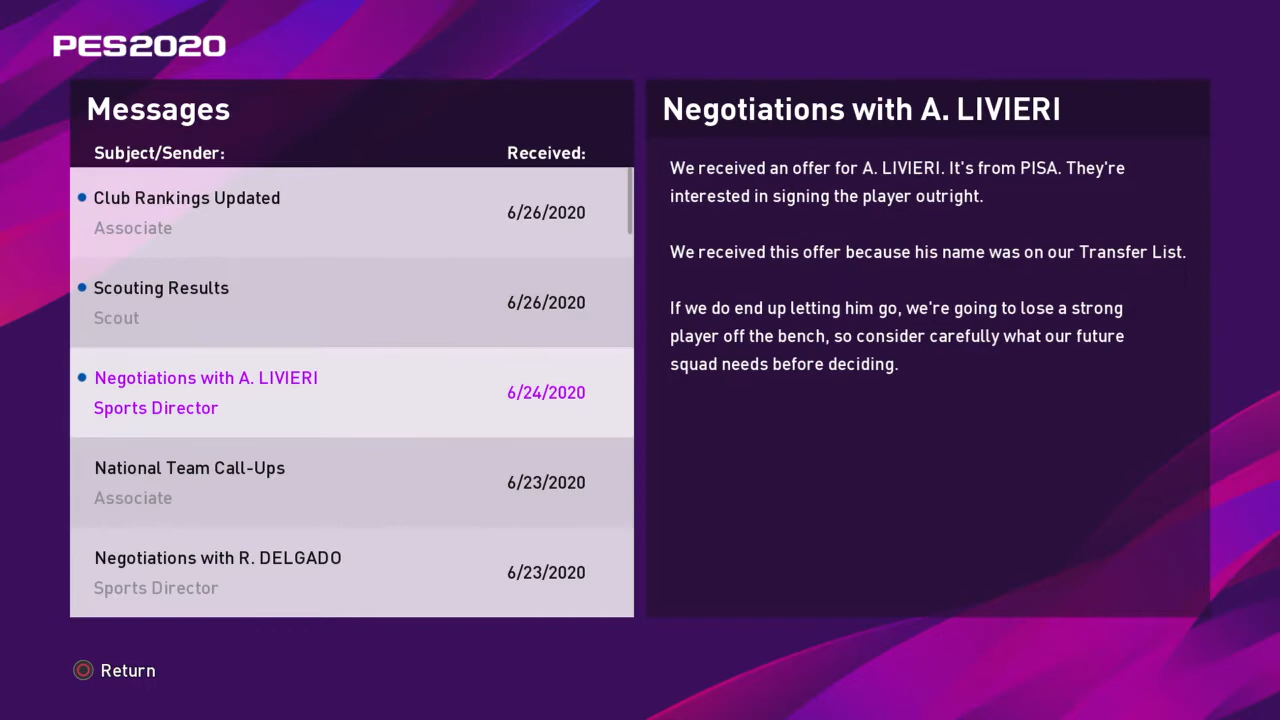 PES2020
Messages
Subject/Sender:
Received:
Club Rankings Updated
Associate
6/26/2020
Scouting Results
Scout
6/26/2020
Negotiations with A. LIVIERI
Sports Director
6/24/2020
National Team Call-Ups
Associate
6/23/2020
Negotiations with R. DELGADO
Sports Director
6/23/2020
Negotiations with A. LIVIERI
We received an offer for A. LIVIERI. It's from PISA. They're
interested in signing the player outright.
We received this offer because his name was on our Transfer List.
If we do end up letting him go, we're going to lose a strong
player off the bench, so consider carefully what our future
squad needs before deciding.
Return